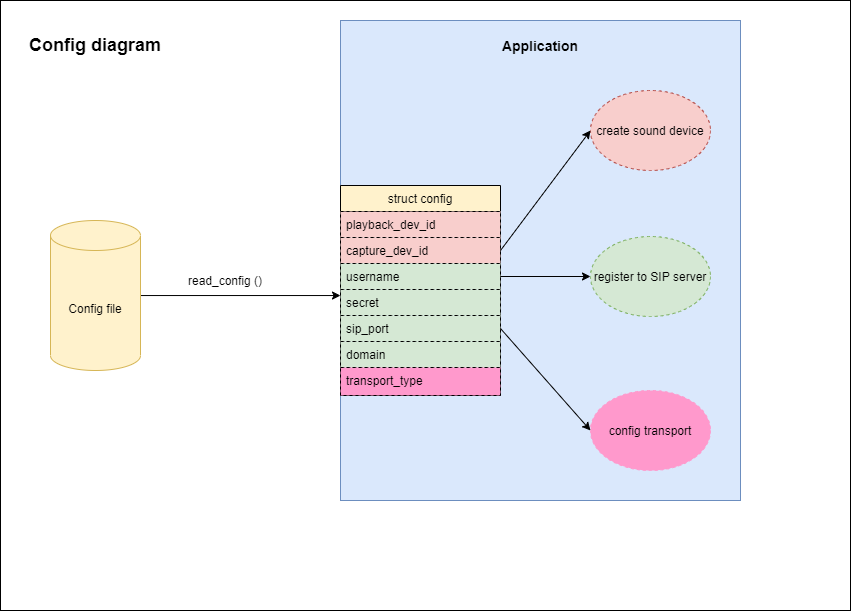 Config diagram
Application
create sound device
struct config
playback_dev_id
capture_dev_id
username
secret
sip_port
domain
transport_type
read_config ()
Config file
register to SIP server
config transport